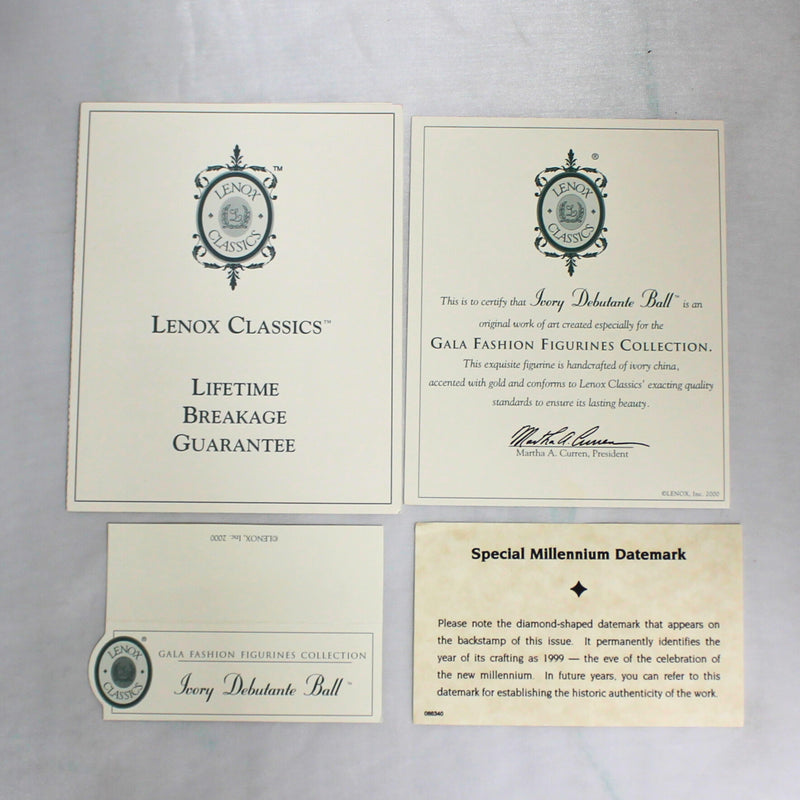 LENOX
CLASSICS
™
LENOX CLASSICS™
LIFETIME
BREAKAGE
GUARANTEE
LENOX
CLASSICS
®
This is to certify that Ivory Debutante Ball™ is an
original work of art created especially for the
GALA FASHION FIGURINES COLLECTION.
This exquisite figurine is handcrafted of ivory china,
accented with gold and conforms to Lenox Classics' exacting quality
standards to ensure its lasting beauty.
Martha A. Curren
Martha A. Curren, President
©LENOX, Inc. 2000
©LENOX, Inc. 2000
LENOX
CLASSICS
®
GALA FASHION FIGURINES COLLECTION
Ivory Debutante Ball™
Special Millennium Datemark
Please note the diamond-shaped datemark that appears on
the backstamp of this issue. It permanently identifies the
year of its crafting as 1999 — the eve of the celebration of
the new millennium. In future years, you can refer to this
datemark for establishing the historic authenticity of the work.
086340